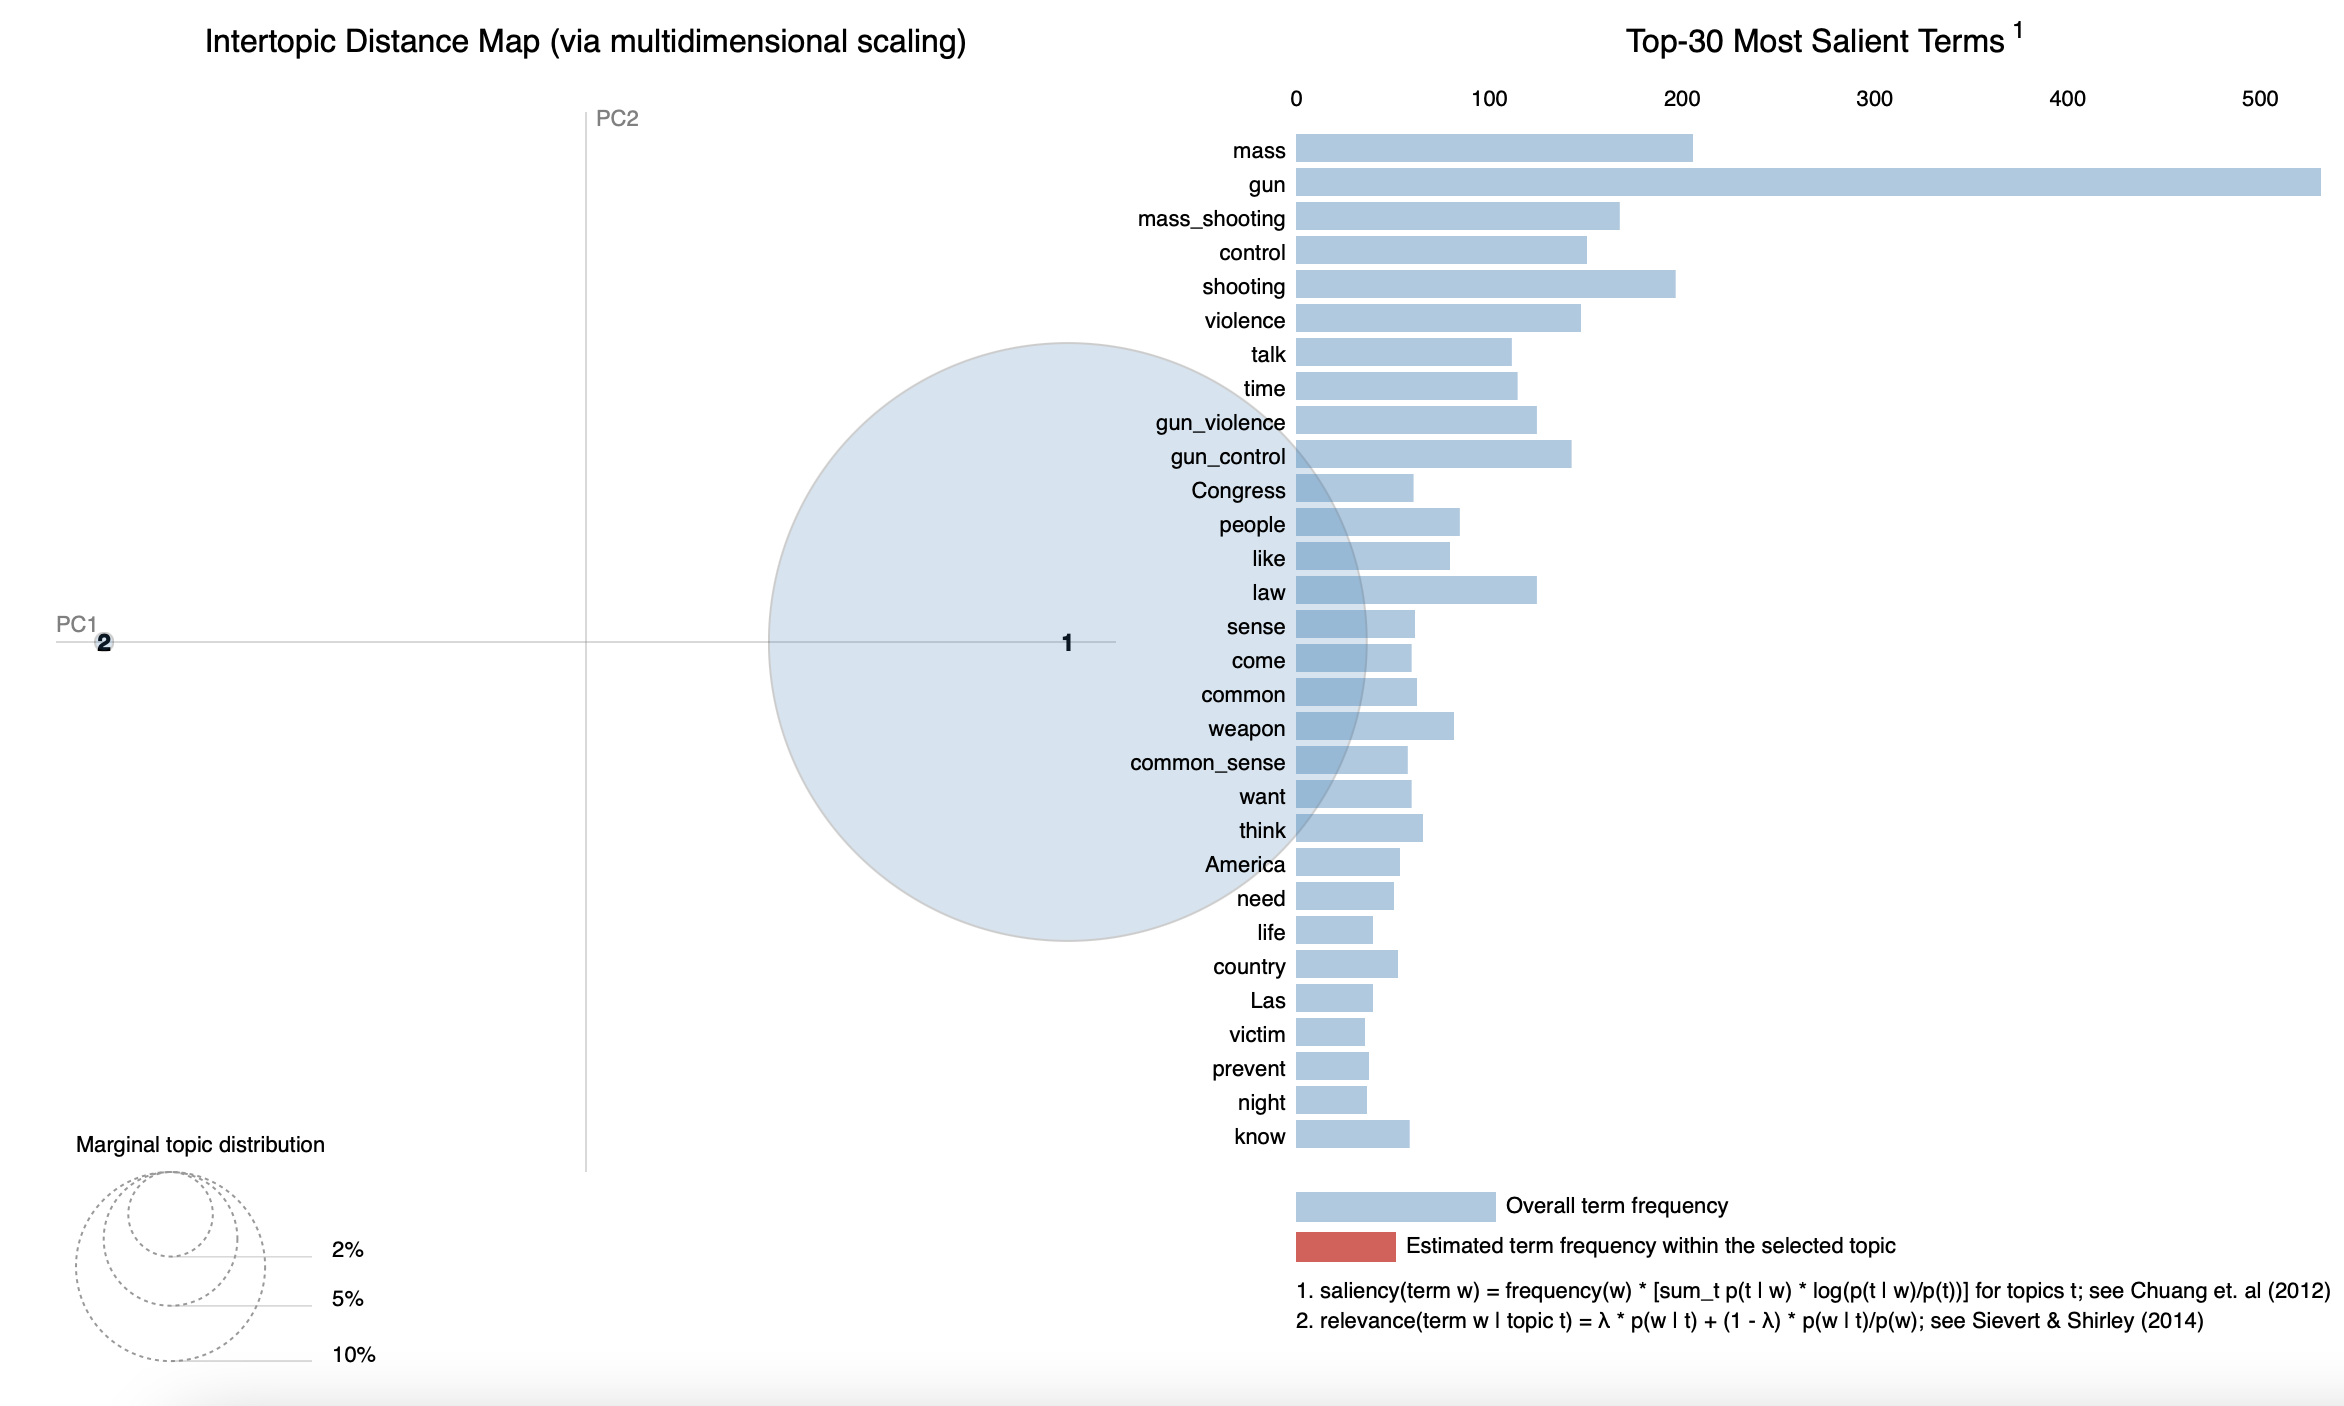 Intertopic Distance Map (via multidimensional scaling)
PC2
PC1
2
1
Marginal topic distribution
2%
5%
10%
Top-30 Most Salient Terms 1
0 100 200 300 400 500
mass
gun
mass_shooting
control
shooting
violence
talk
time
gun_violence
gun_control
Congress
people
like
law
sense
come
common
weapon
common_sense
want
think
America
need
life
country
Las
victim
prevent
night
know
Overall term frequency
Estimated term frequency within the selected topic
1. saliency(term w) = frequency(w) * [sum_t p(t | w) * log(p(t | w)/p(t))] for topics t; see Chuang et. al (2012)
2. relevance(term w | topic t) = λ * p(w | t) + (1 - λ) * p(w | t)/p(w); see Sievert & Shirley (2014)